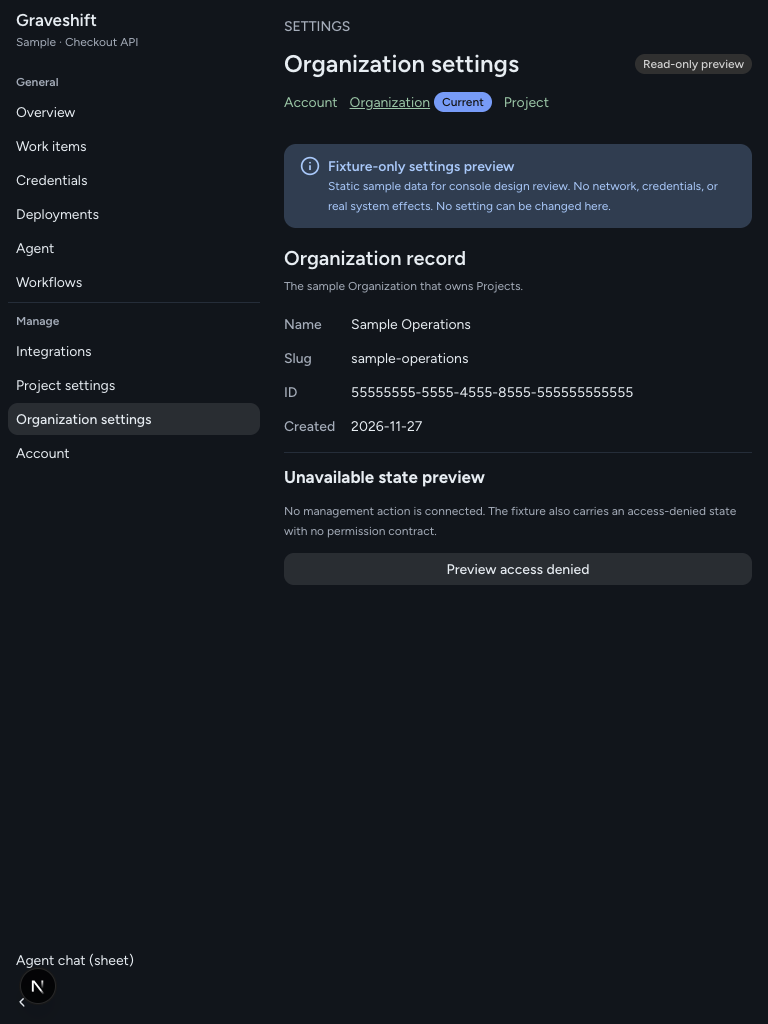 Graveshift
Sample · Checkout API
General
Overview
Work items
Credentials
Deployments
Agent
Workflows
Manage
Integrations
Project settings
Organization settings
Account
Agent chat (sheet)
N
SETTINGS
Organization settings
Read-only preview
Account Organization Current Project
Fixture-only settings preview
Static sample data for console design review. No network, credentials, or
real system effects. No setting can be changed here.
Organization record
The sample Organization that owns Projects.
Name Sample Operations
Slug sample-operations
ID 55555555-5555-4555-8555-555555555555
Created 2026-11-27
Unavailable state preview
No management action is connected. The fixture also carries an access-denied state
with no permission contract.
Preview access denied